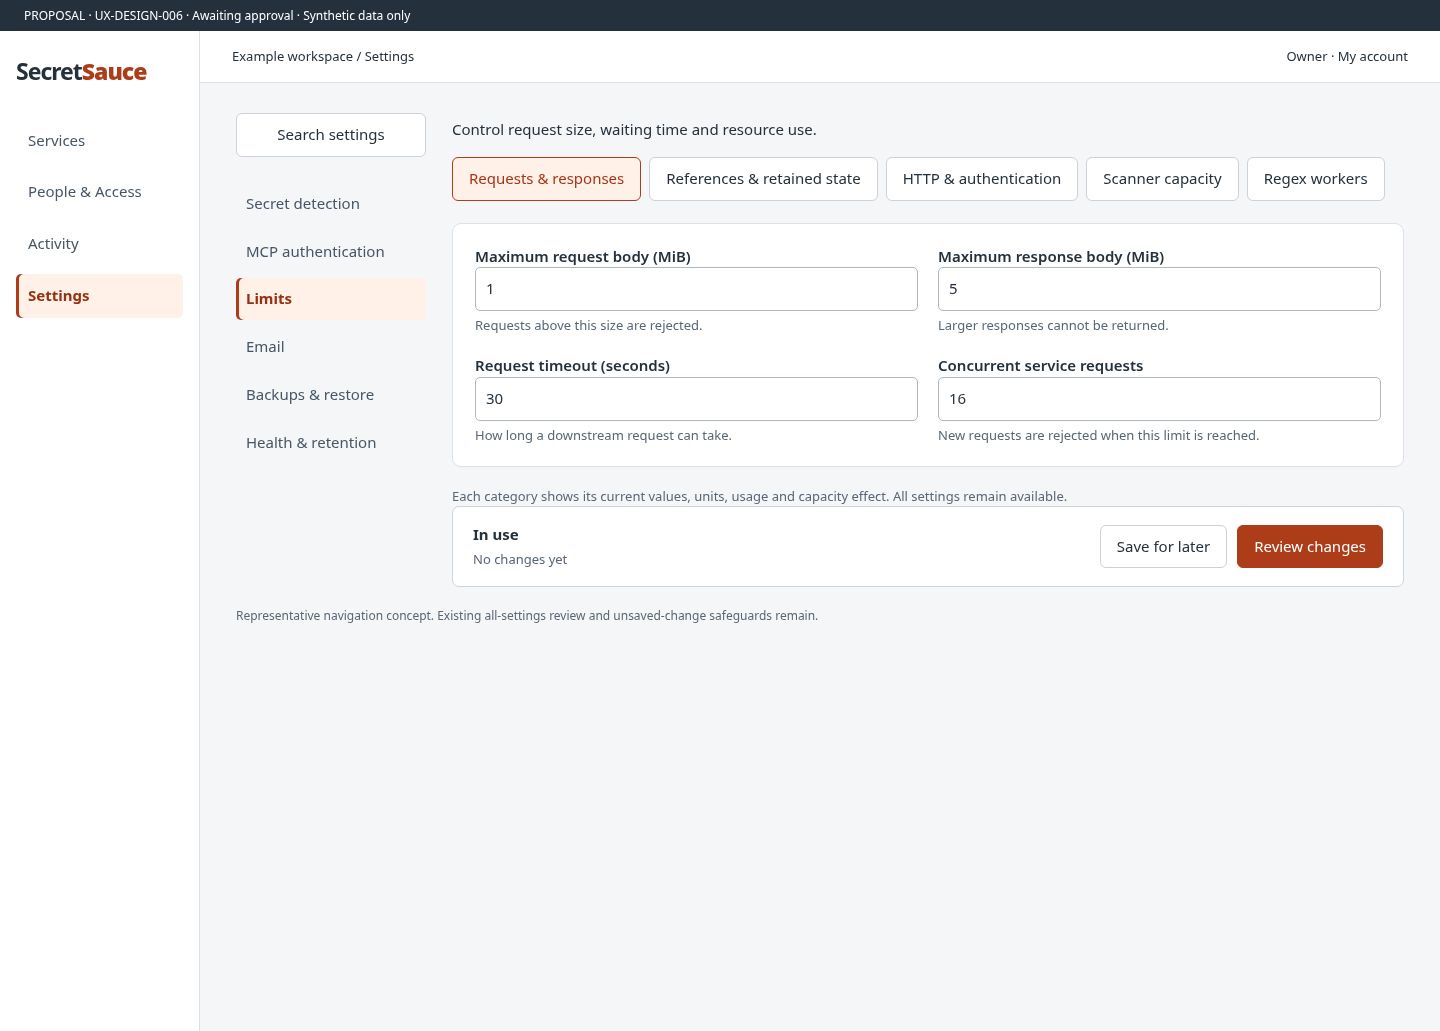 PROPOSAL · UX-DESIGN-006 · Awaiting approval · Synthetic data only
SecretSauce
Example workspace / Settings
Owner · My account
Services
People & Access
Activity
Settings
Search settings
Secret detection
MCP authentication
Limits
Email
Backups & restore
Health & retention
Control request size, waiting time and resource use.
Requests & responses
References & retained state
HTTP & authentication
Scanner capacity
Regex workers
Maximum request body (MiB)
1
Requests above this size are rejected.
Maximum response body (MiB)
5
Larger responses cannot be returned.
Request timeout (seconds)
30
How long a downstream request can take.
Concurrent service requests
16
New requests are rejected when this limit is reached.
Each category shows its current values, units, usage and capacity effect. All settings remain available.
In use
No changes yet
Save for later
Review changes
Representative navigation concept. Existing all-settings review and unsaved-change safeguards remain.